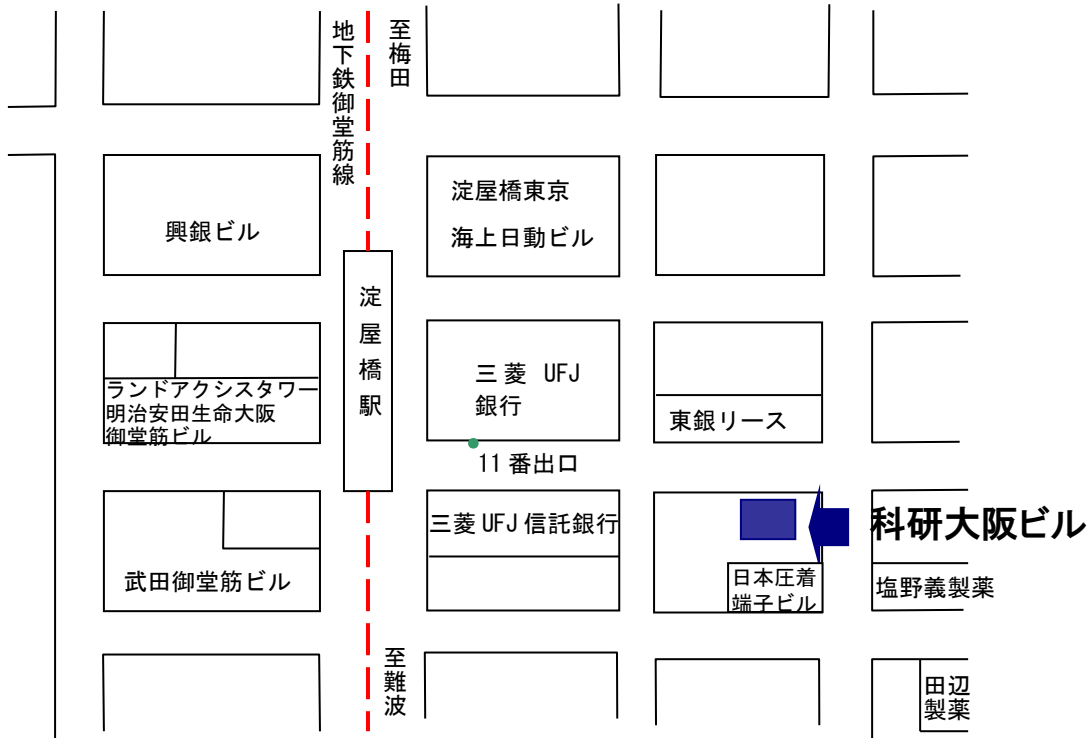 地下鉄御堂筋線
至梅田
興銀ビル
淀屋橋東京
海上日動ビル
淀屋橋駅
ランドアクシスタワー
明治安田生命大阪
御堂筋ビル
三菱 UFJ
銀行
東銀リース
11番出口
三菱UFJ信託銀行
科研大阪ビル
武田御堂筋ビル
日本圧着
端子ビル
塩野義製薬
至難波
田辺
製薬